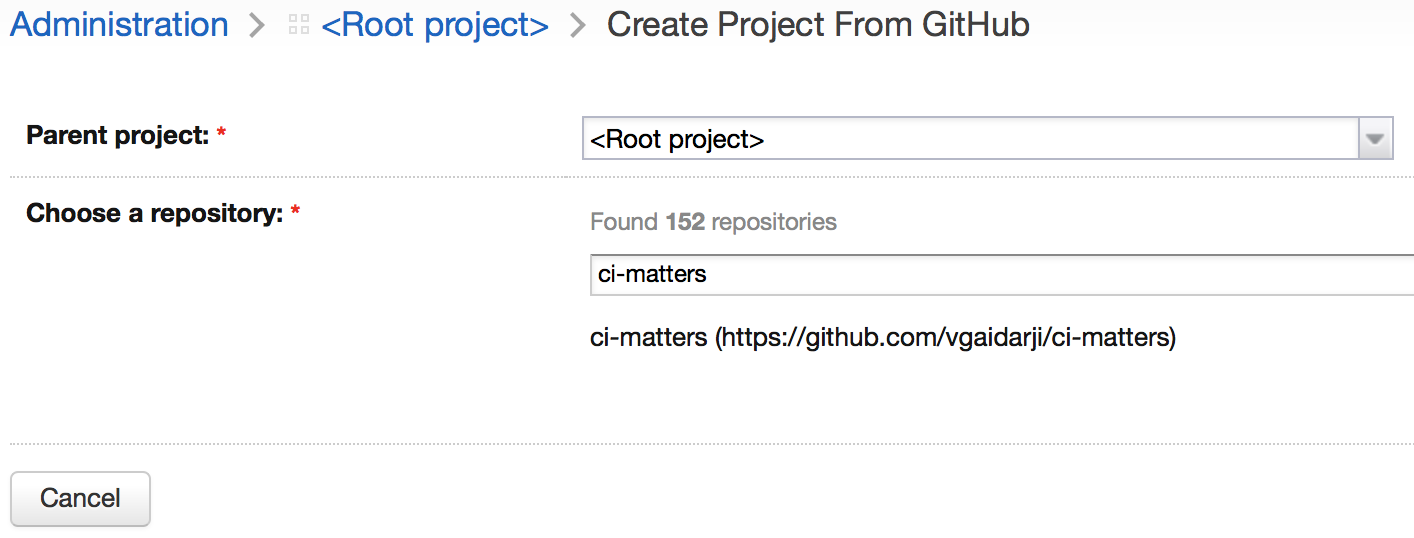 Administration > <Root project> > Create Project From GitHub
Parent project: * <Root project>
Choose a repository: * Found 152 repositories
ci-matters
ci-matters (https://github.com/vgaidarji/ci-matters)
Cancel